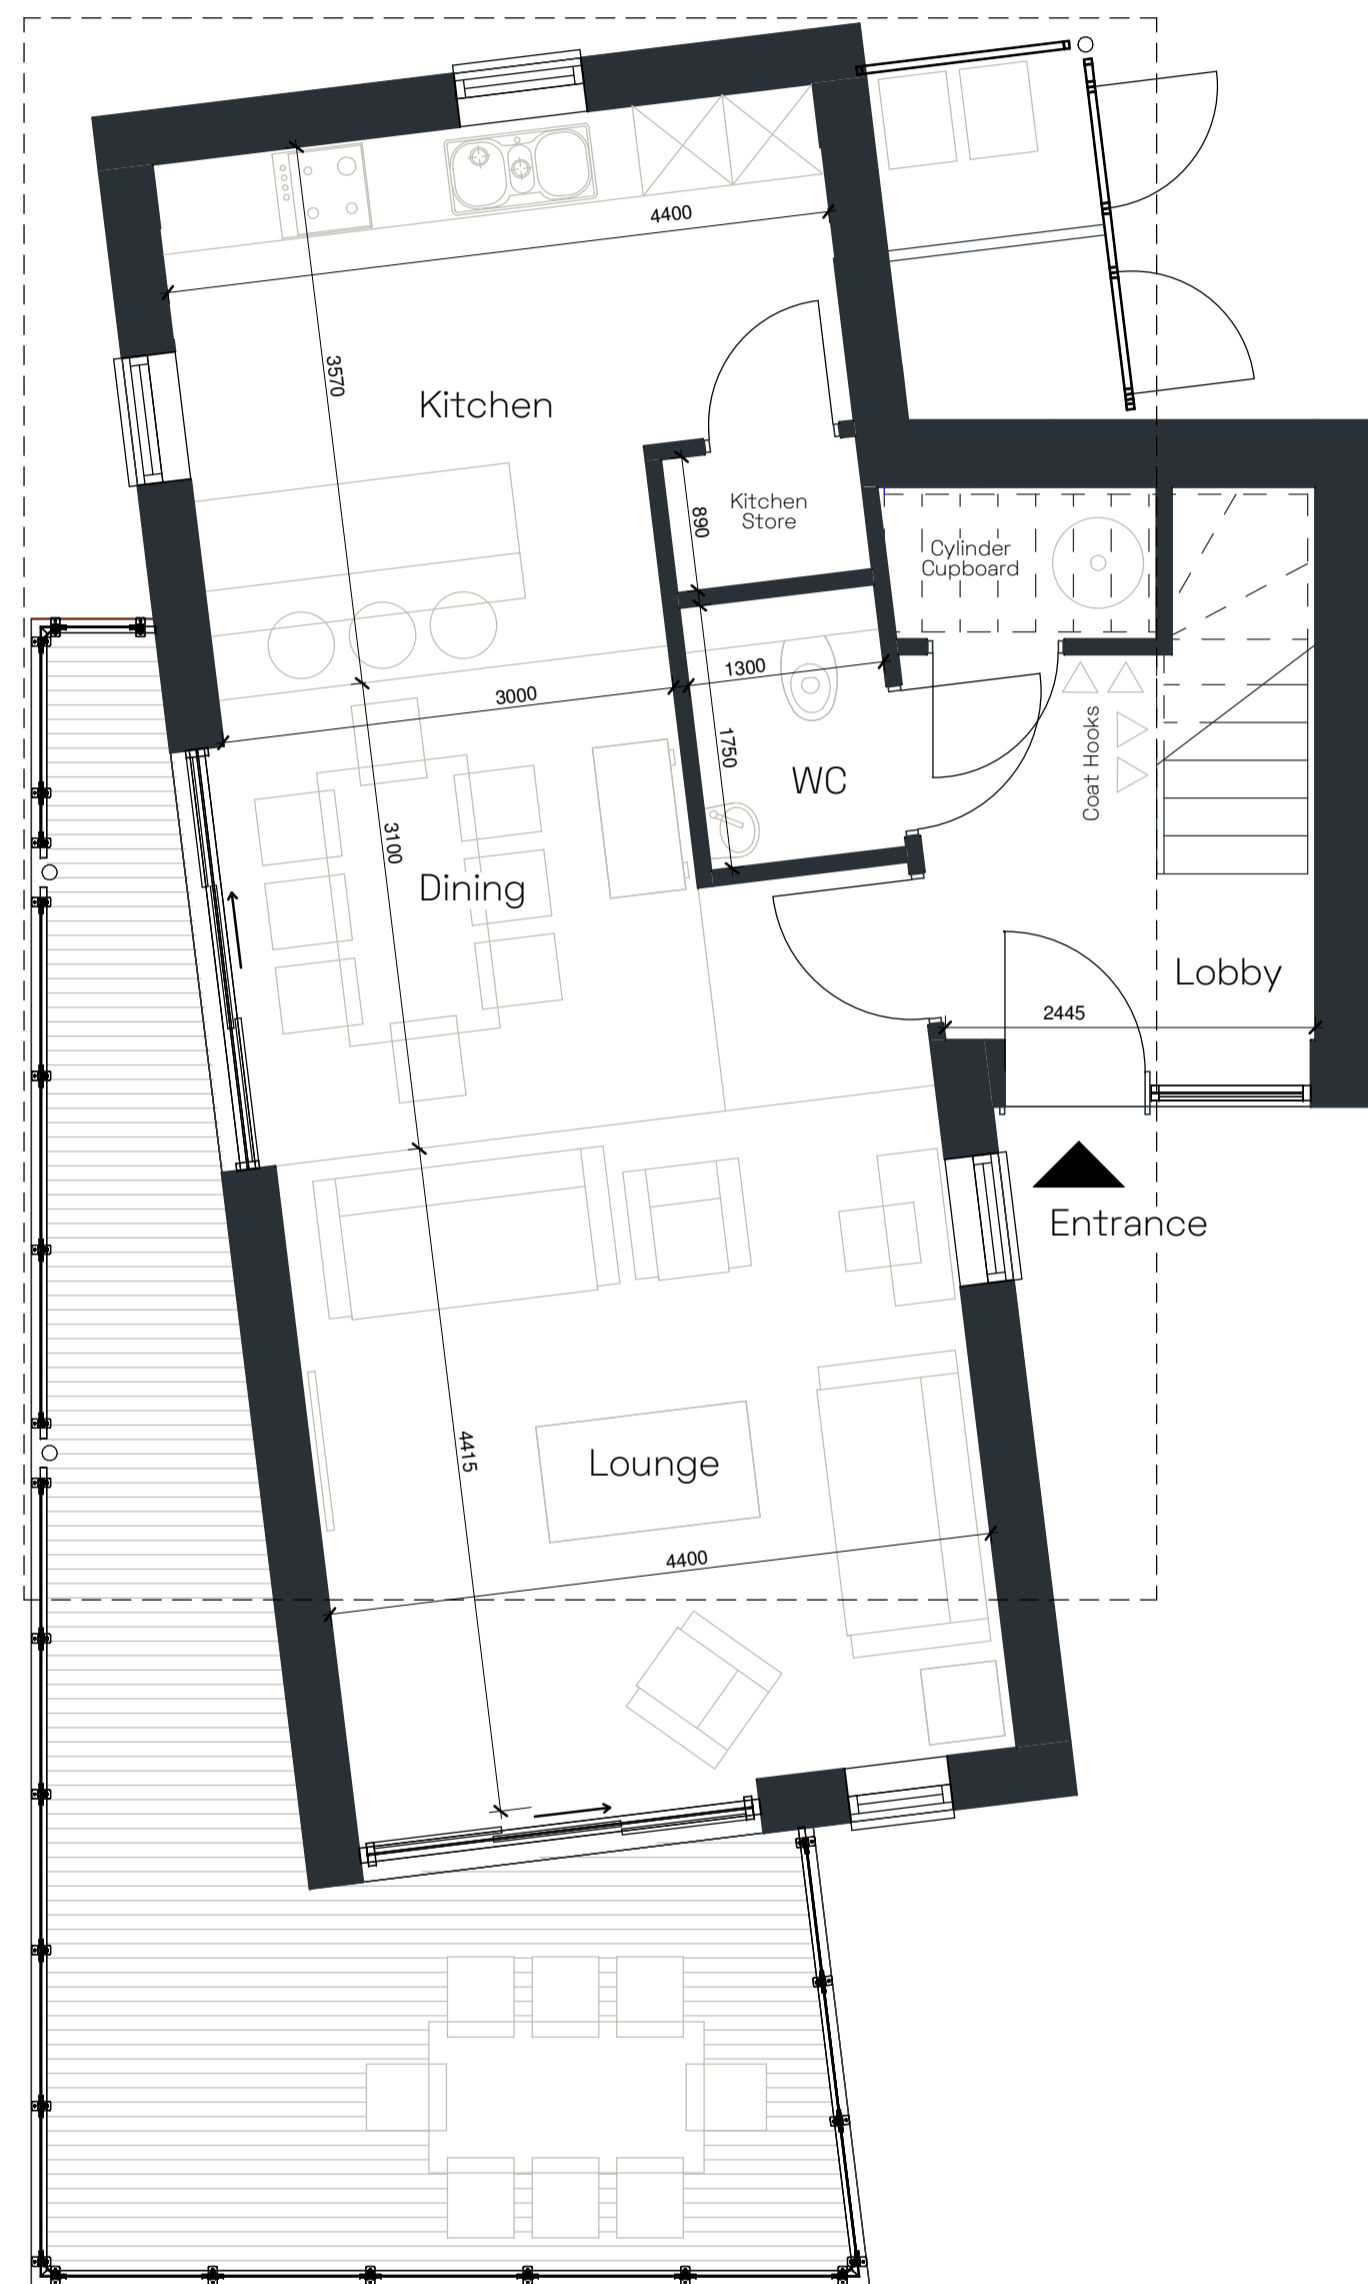 4400
3570
Kitchen
Kitchen
Store
890
Cylinder
Cupboard
1300
3000
Coat Hooks
1750
WC
3100
Dining
Lobby
2445
Entrance
4415
Lounge
4400